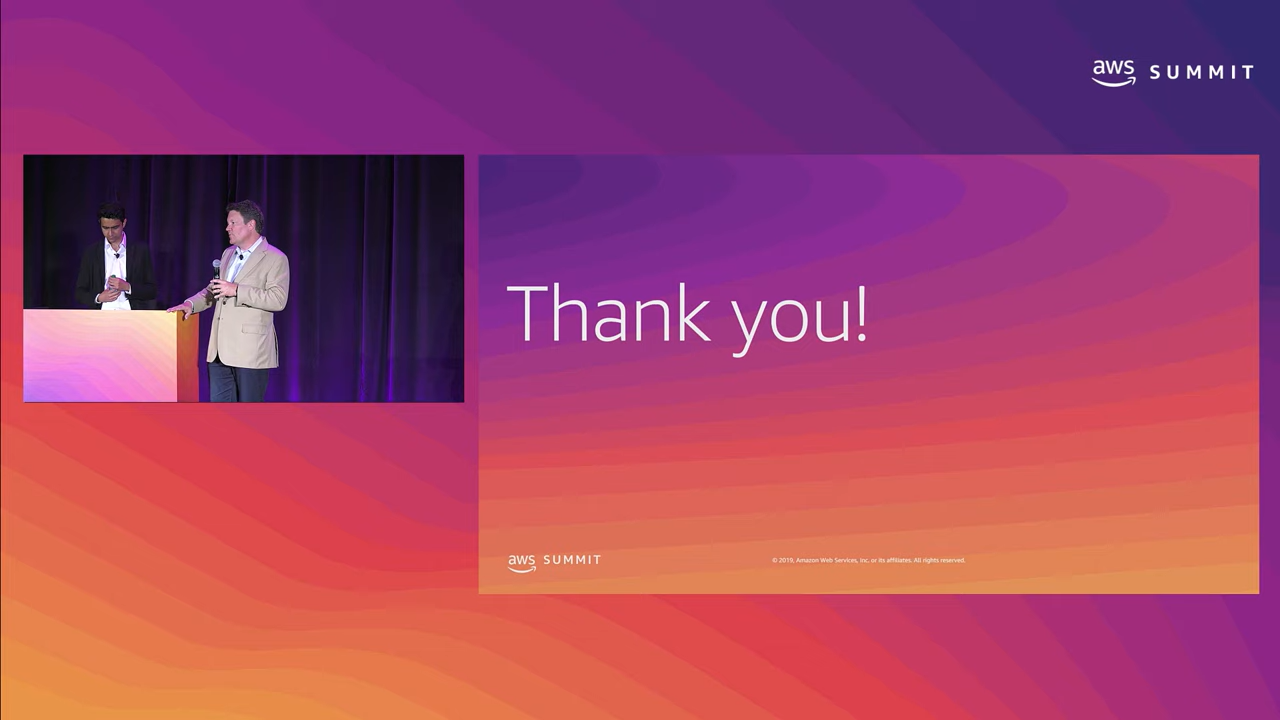 aws SUMMIT
Thank you!
aws SUMMIT
© 2019, Amazon Web Services, Inc. or its affiliates. All rights reserved.